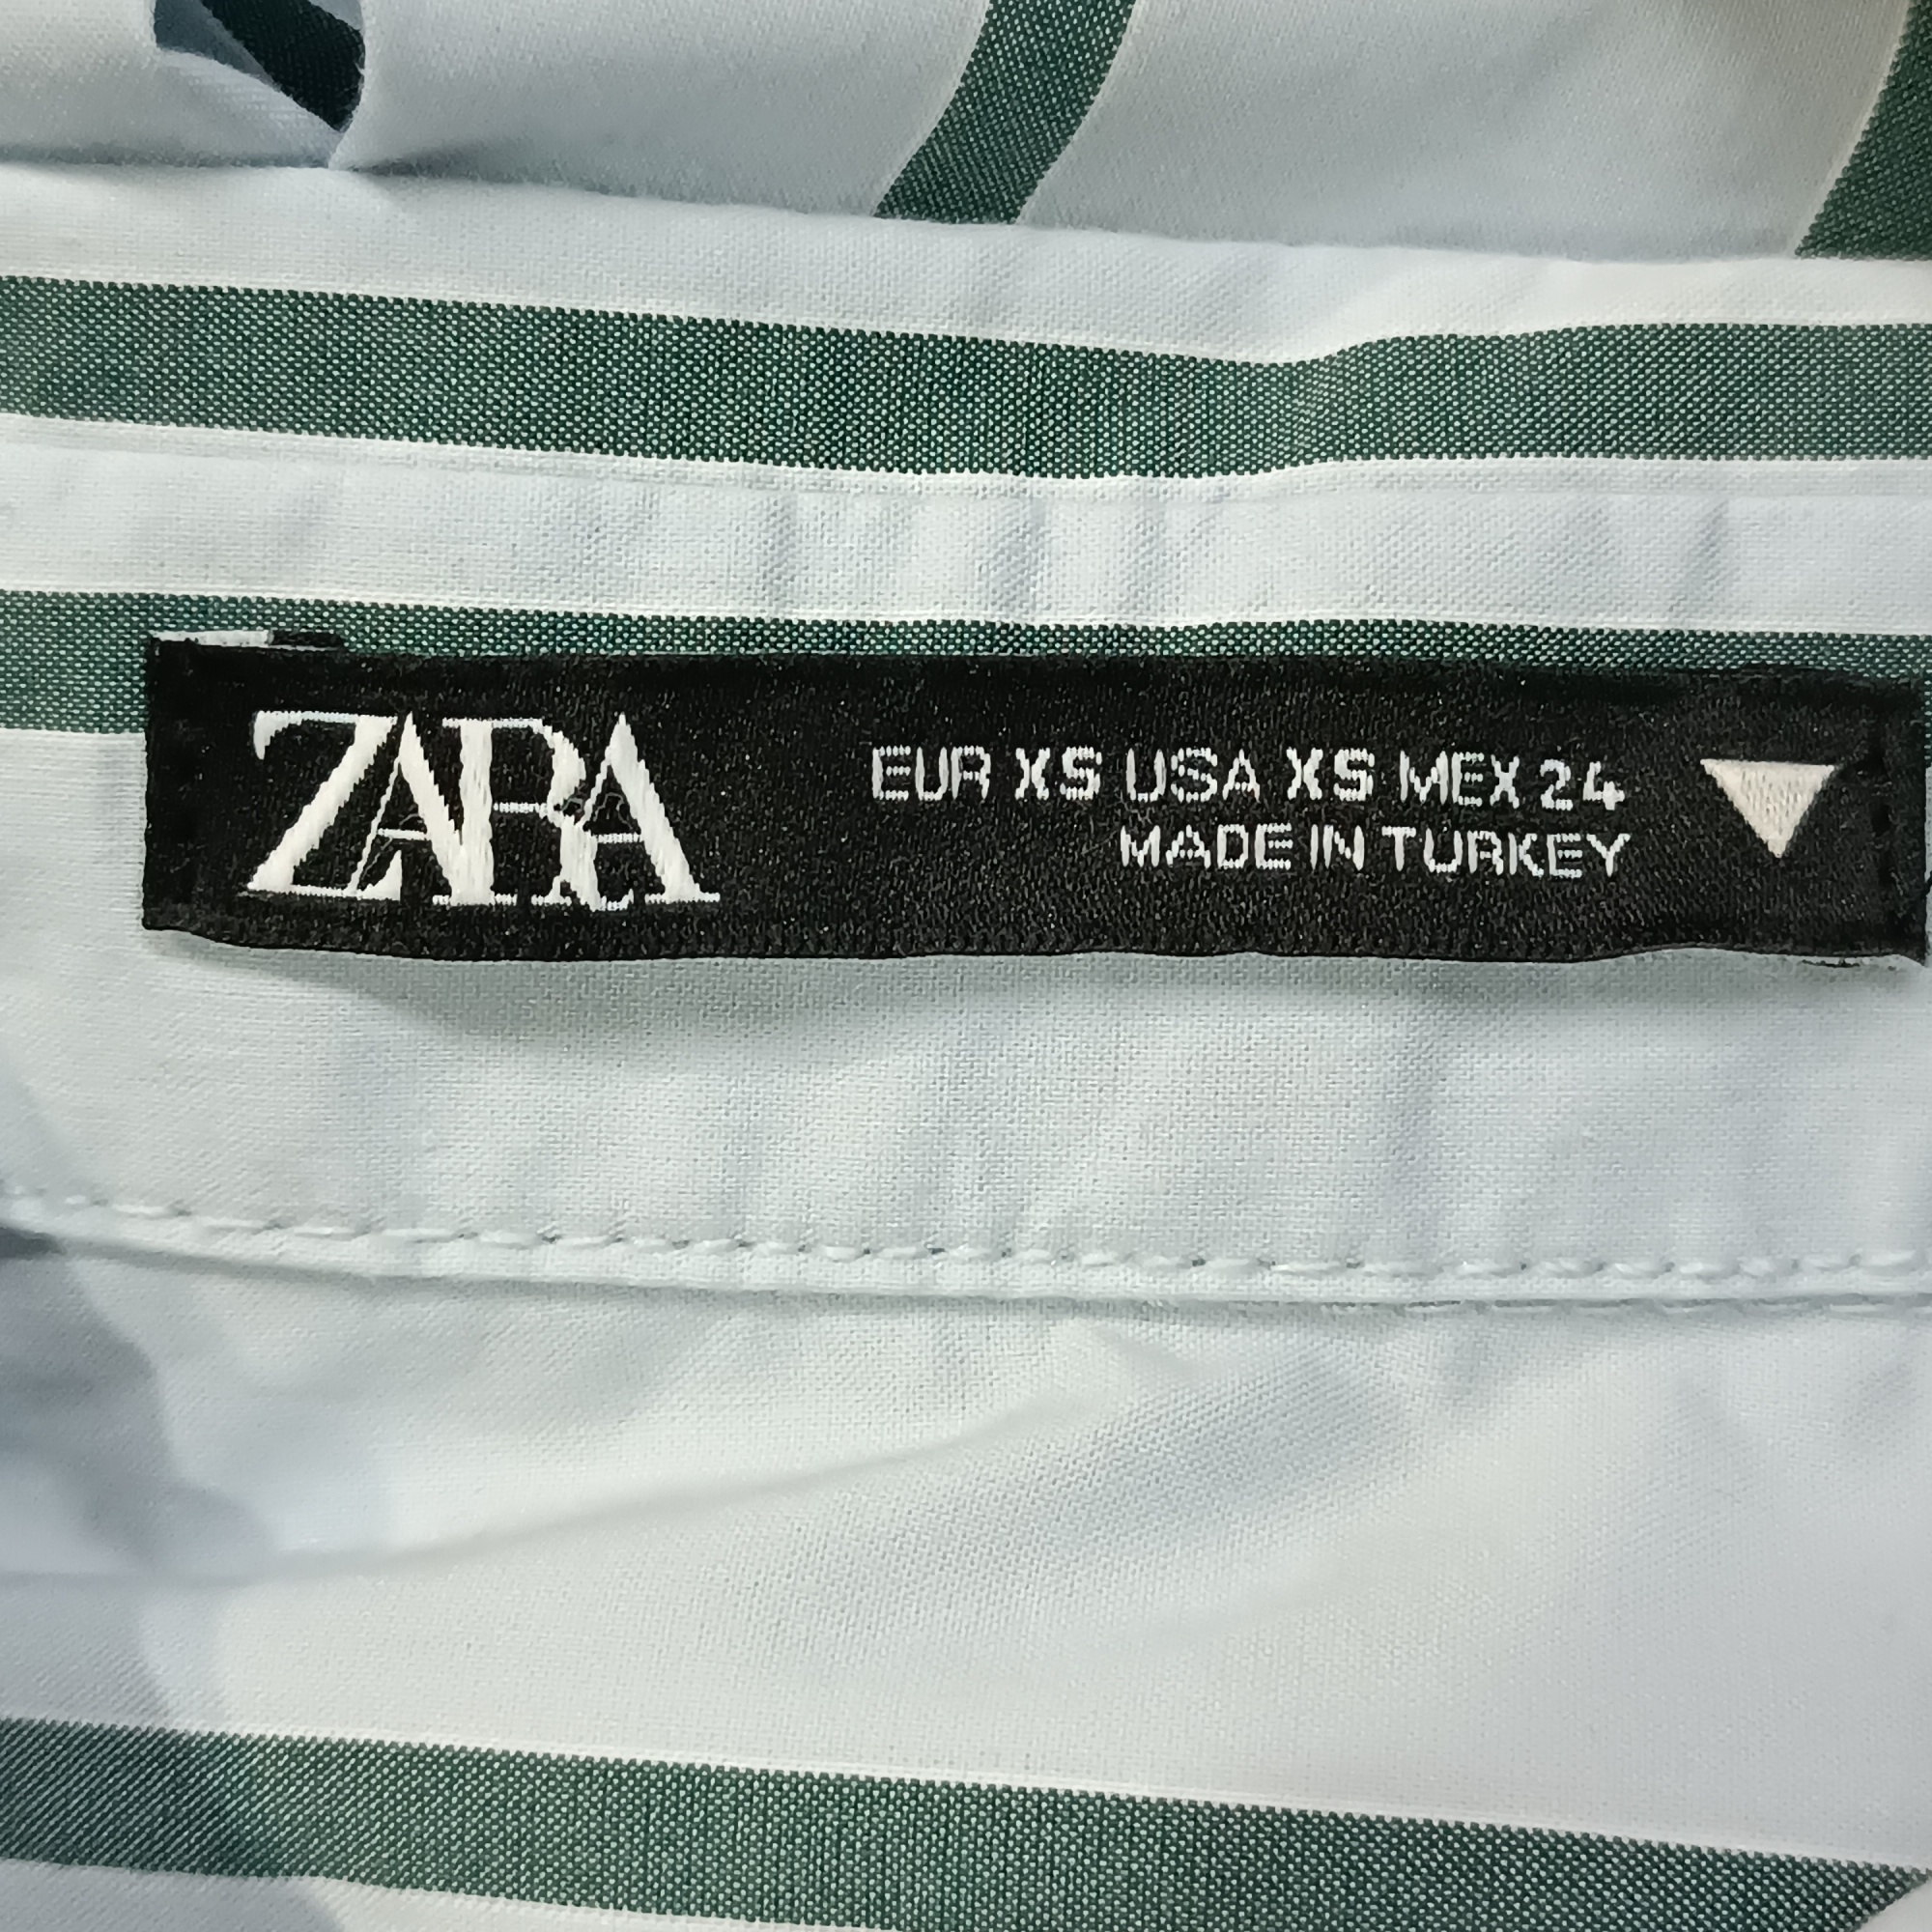 ZARA
EUR XS USA XS MEX 24
MADE IN TURKEY